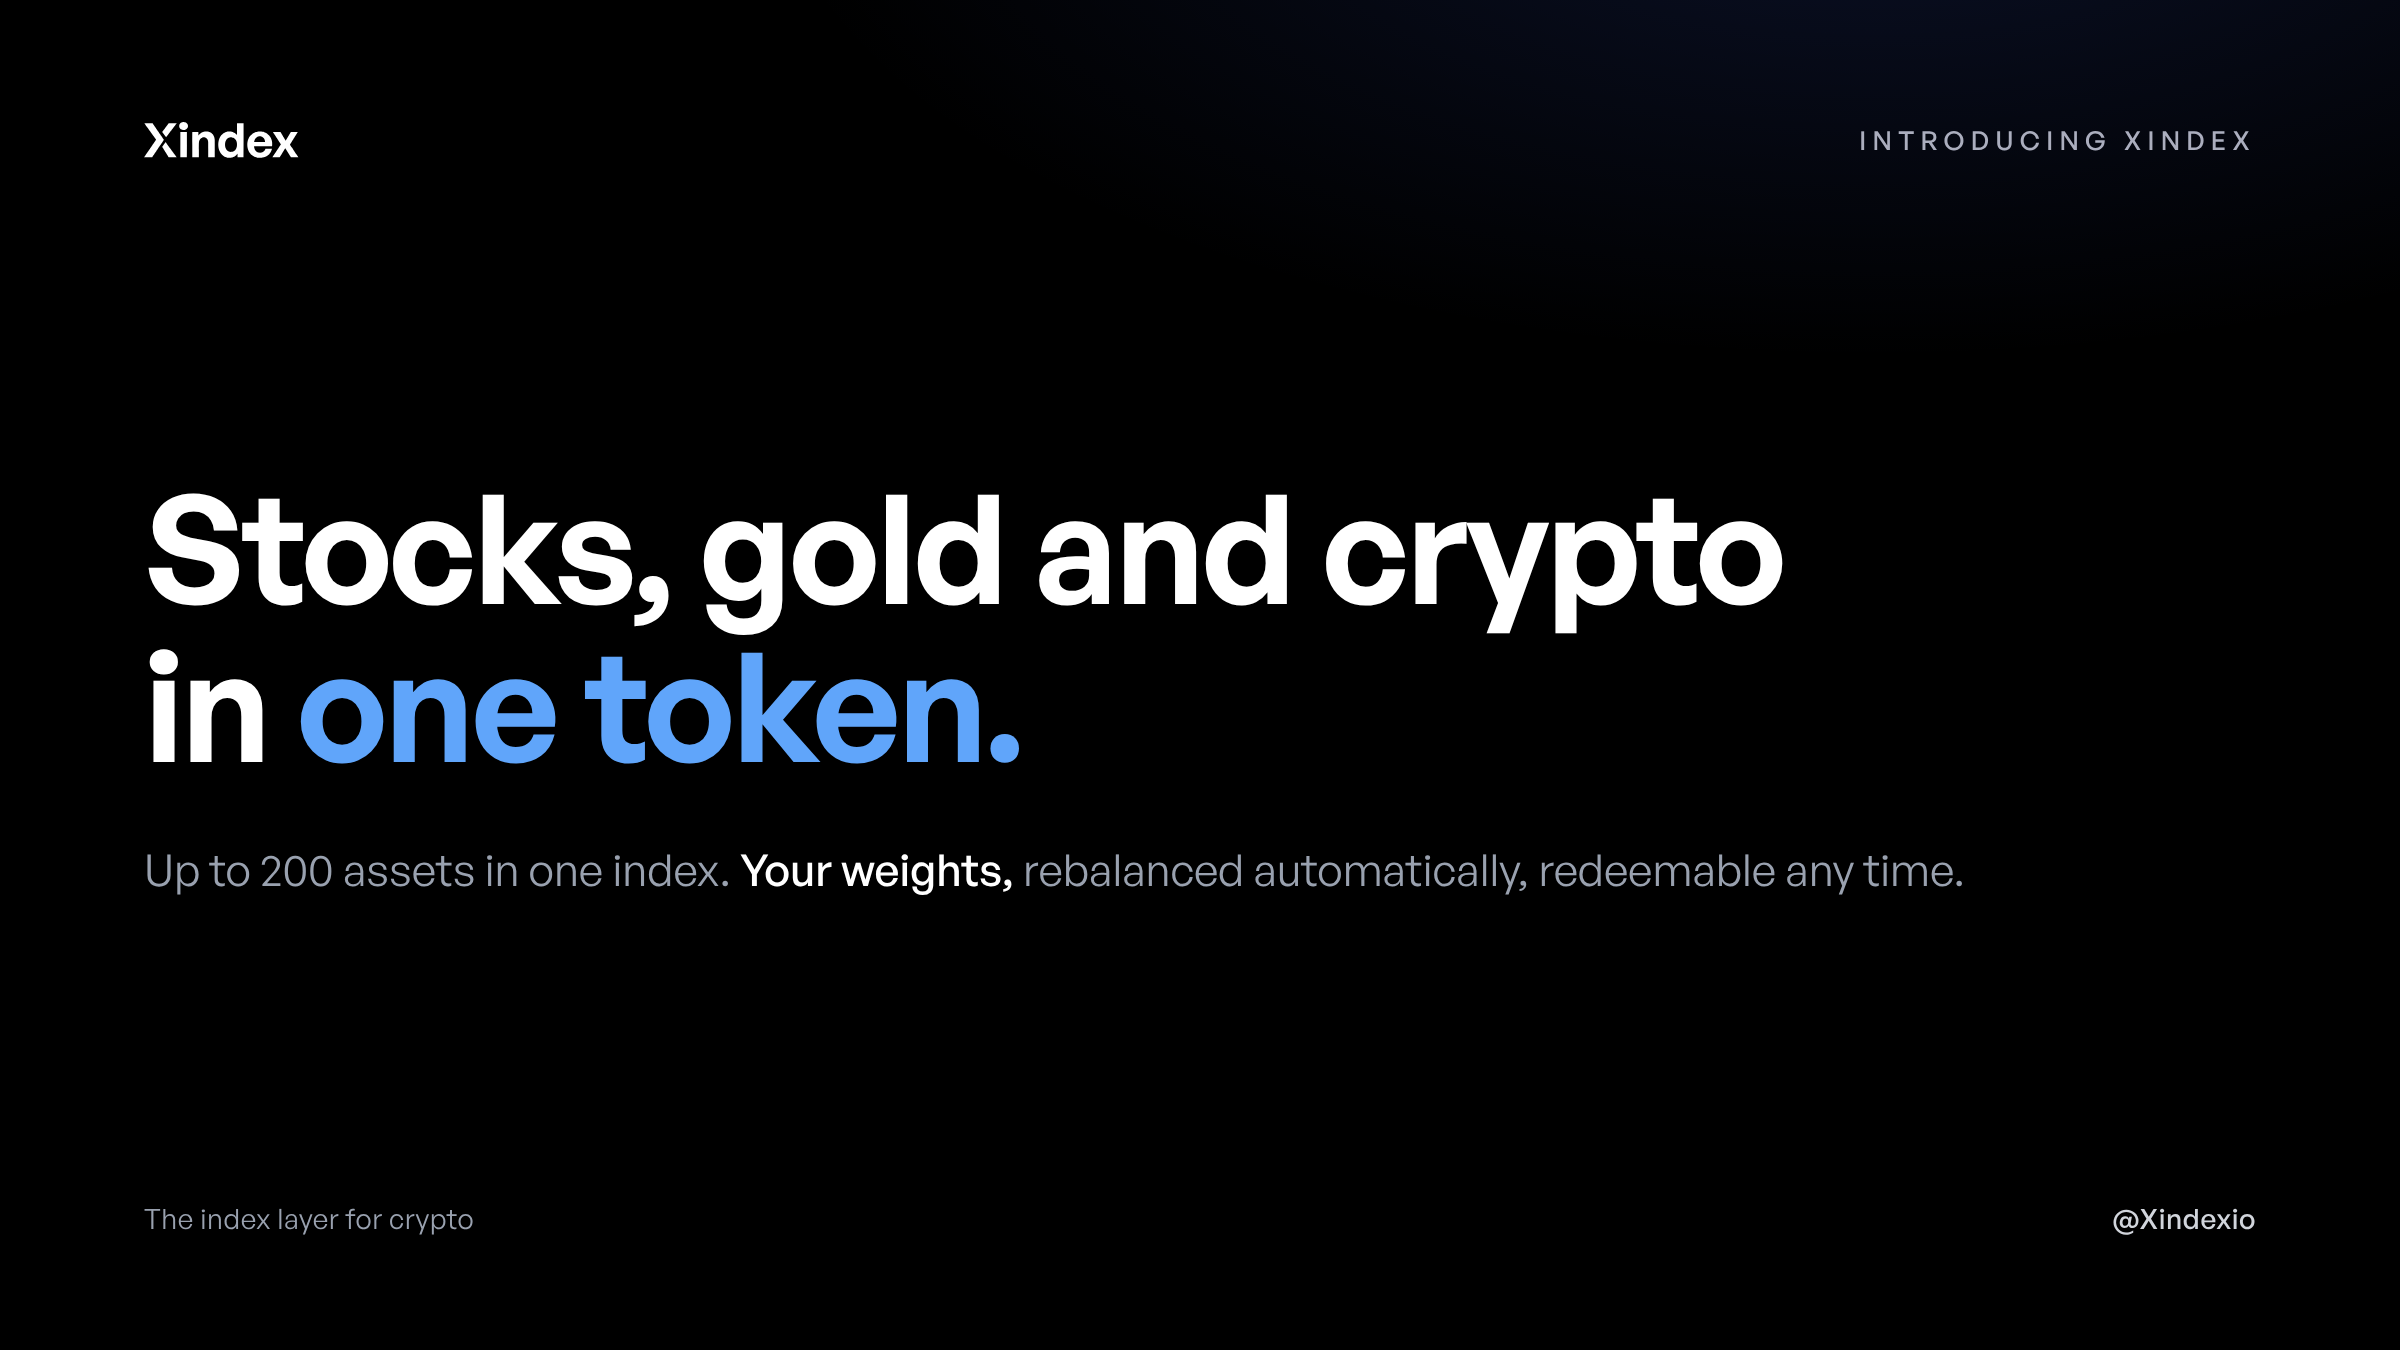 Xindex
INTRODUCING XINDEX
Stocks, gold and crypto
in one token.
Up to 200 assets in one index. Your weights, rebalanced automatically, redeemable any time.
The index layer for crypto
@Xindexio